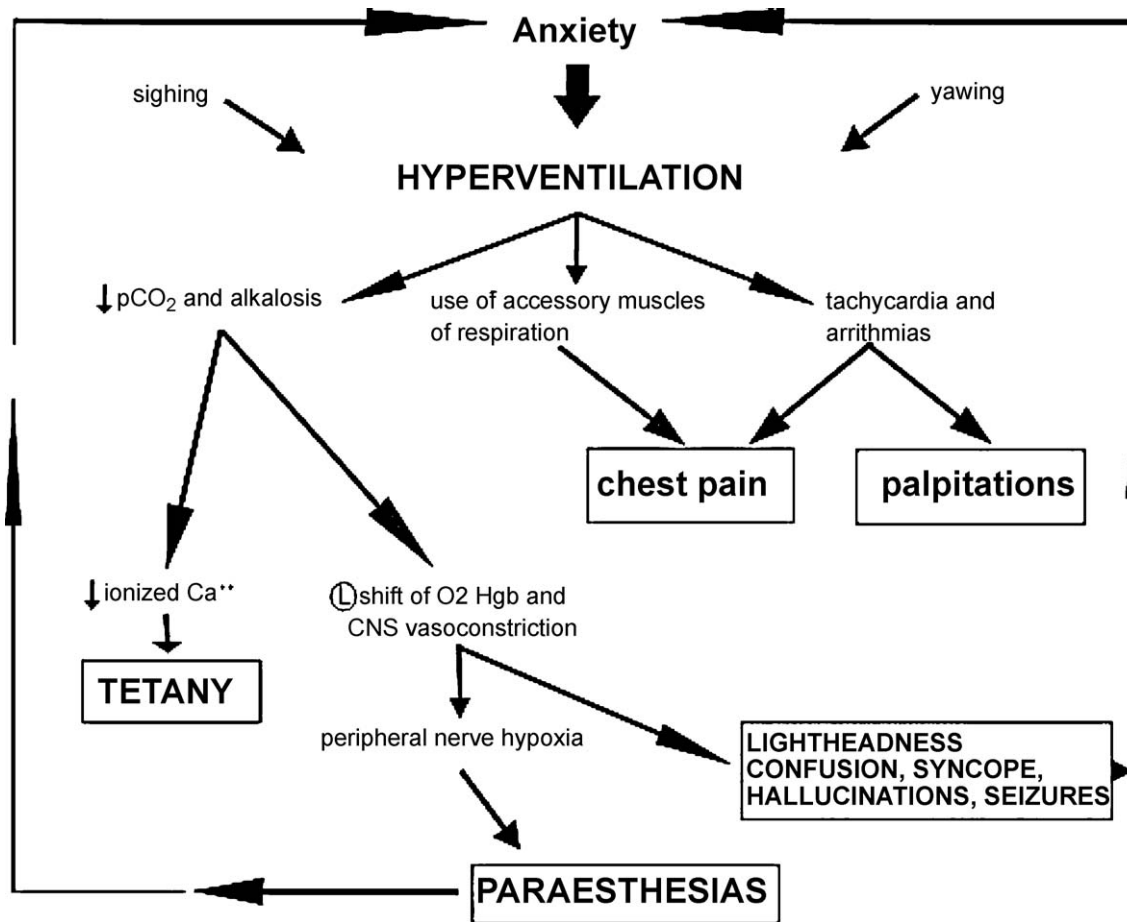 Anxiety
sighing
yawing
HYPERVENTILATION
↓pCO₂ and alkalosis
use of accessory muscles
of respiration
tachycardia and
arrithmias
chest pain
palpitations
↓ionized Ca⁺⁺
Ⓛshift of O2 Hgb and
CNS vasoconstriction
TETANY
peripheral nerve hypoxia
LIGHTHEADNESS
CONFUSION, SYNCOPE,
HALLUCINATIONS, SEIZURES
PARAESTHESIAS